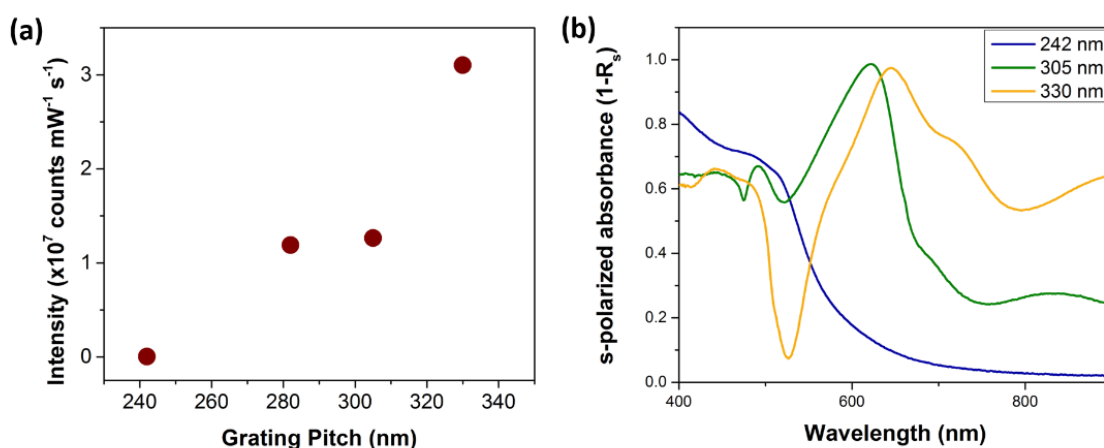 (a)
Intensity (x10⁷ counts mW⁻¹ s⁻¹)
3
2
1
0
240 260 280 300 320 340
Grating Pitch (nm)
(b)
s-polarized absorbance (1-Rₛ)
1.0
0.8
0.6
0.4
0.2
0.0
400 600 800
Wavelength (nm)
242 nm
305 nm
330 nm